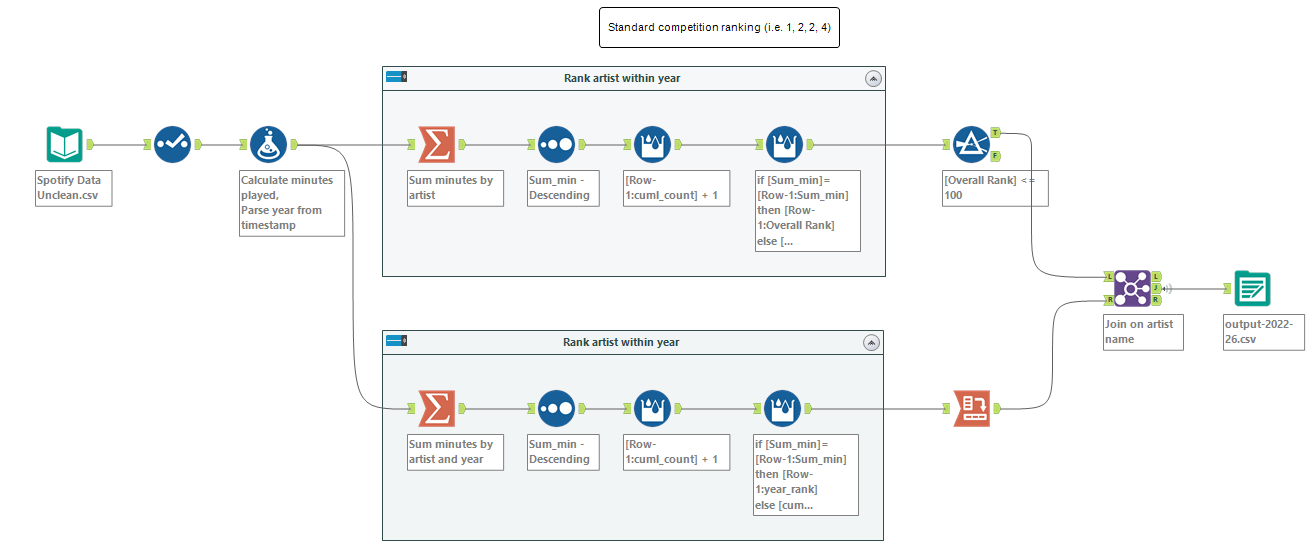 Standard competition ranking (i.e. 1, 2, 2, 4)
Rank artist within year
Spotify Data
Unclean.csv
Calculate minutes
played,
Parse year from
timestamp
Sum minutes by
artist
Sum_min -
Descending
[Row-
1:cuml_count] + 1
if [Sum_min]=
[Row-1:Sum_min]
then [Row-
1:Overall Rank]
else [...
T
F
[Overall Rank] <=
100
L
R
L
J
R
Join on artist
name
output-2022-
26.csv
Rank artist within year
Sum minutes by
artist and year
Sum_min -
Descending
[Row-
1:cuml_count] + 1
if [Sum_min]=
[Row-1:Sum_min]
then [Row-
1:year_rank]
else [cum...